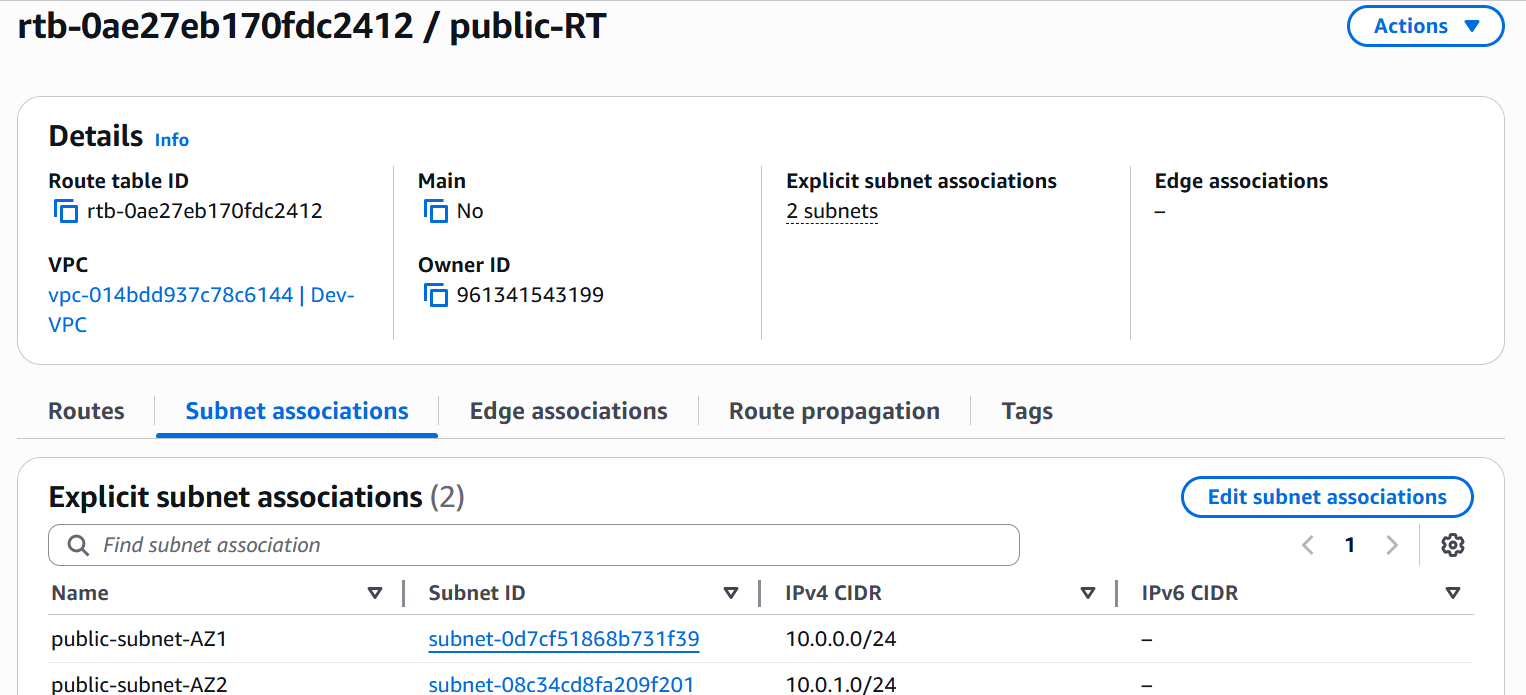 rtb-0ae27eb170fdc2412 / public-RT
Actions
Details Info
Route table ID
rtb-0ae27eb170fdc2412
Main
No
Explicit subnet associations
2 subnets
Edge associations
–
VPC
vpc-014bdd937c78c6144 | Dev-
VPC
Owner ID
961341543199
Routes Subnet associations Edge associations Route propagation Tags
Explicit subnet associations (2)
Edit subnet associations
Find subnet association
1
Name Subnet ID IPv4 CIDR IPv6 CIDR
public-subnet-AZ1 subnet-0d7cf51868b731f39 10.0.0.0/24 –
public-subnet-AZ2 subnet-08c34cd8fa209f201 10.0.1.0/24 –